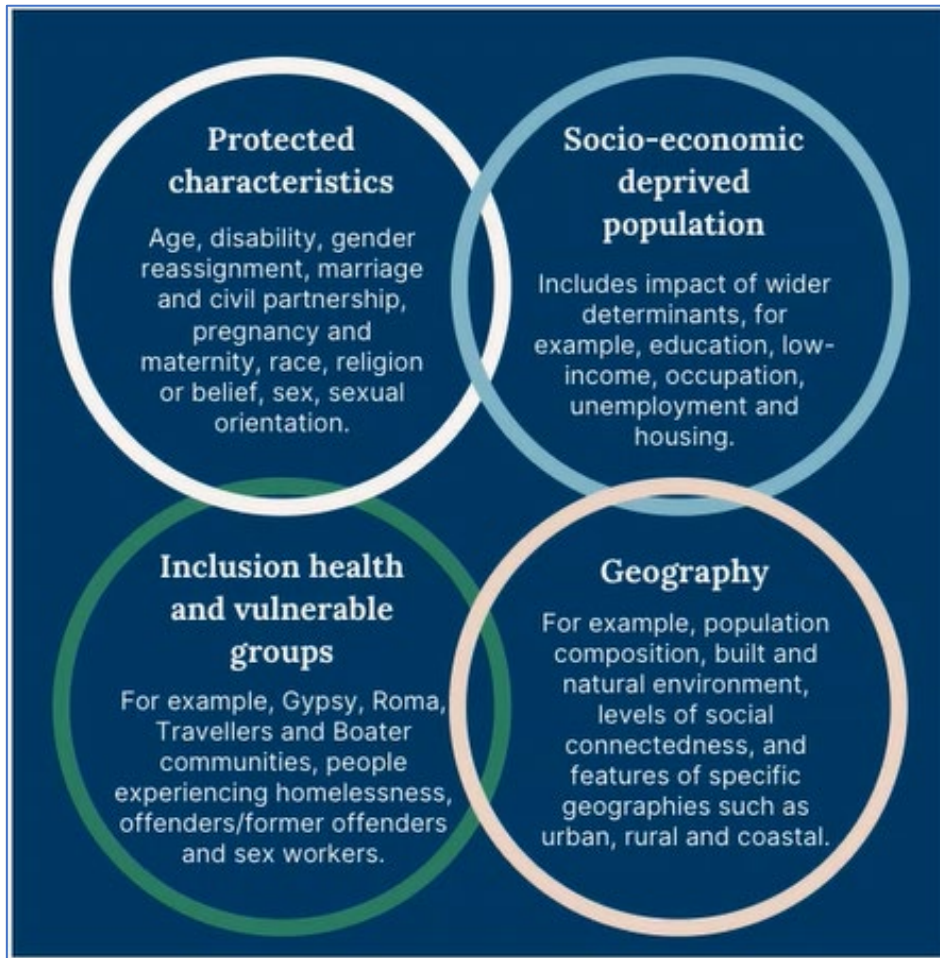 Protected
characteristics
Age, disability, gender
reassignment, marriage
and civil partnership,
pregnancy and
maternity, race, religion
or belief, sex, sexual
orientation.
Socio-economic
deprived
population
Includes impact of wider
determinants, for
example, education, low-
income, occupation,
unemployment and
housing.
Inclusion health
and vulnerable
groups
For example, Gypsy, Roma,
Travellers and Boater
communities, people
experiencing homelessness,
offenders/former offenders
and sex workers.
Geography
For example, population
composition, built and
natural environment,
levels of social
connectedness, and
features of specific
geographies such as
urban, rural and coastal.